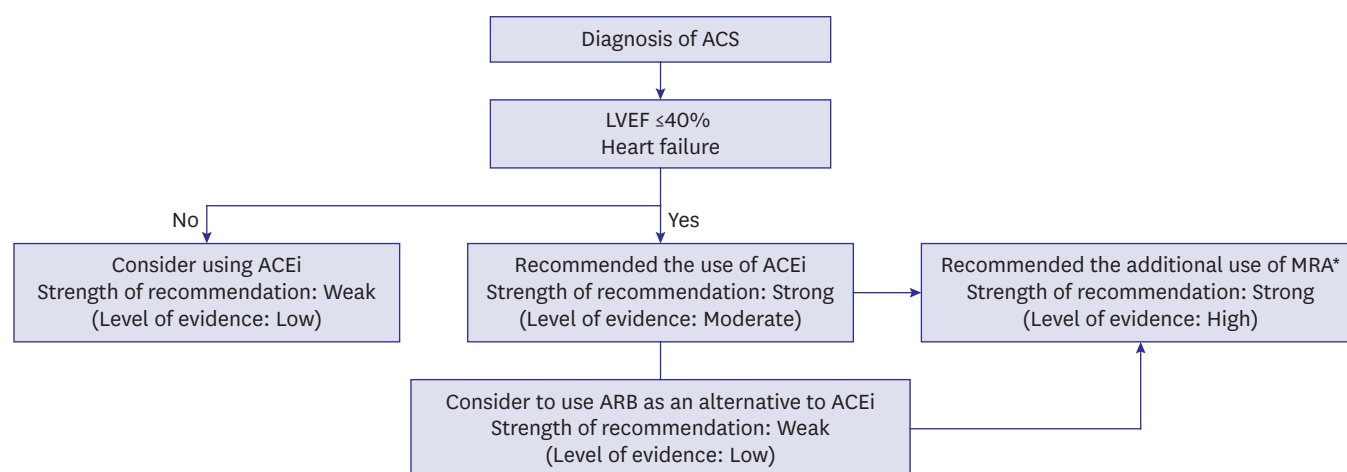 Diagnosis of ACS
LVEF ≤40%
Heart failure
No
Yes
Consider using ACEi
Strength of recommendation: Weak
(Level of evidence: Low)
Recommended the use of ACEi
Strength of recommendation: Strong
(Level of evidence: Moderate)
Recommended the additional use of MRA*
Strength of recommendation: Strong
(Level of evidence: High)
Consider to use ARB as an alternative to ACEi
Strength of recommendation: Weak
(Level of evidence: Low)